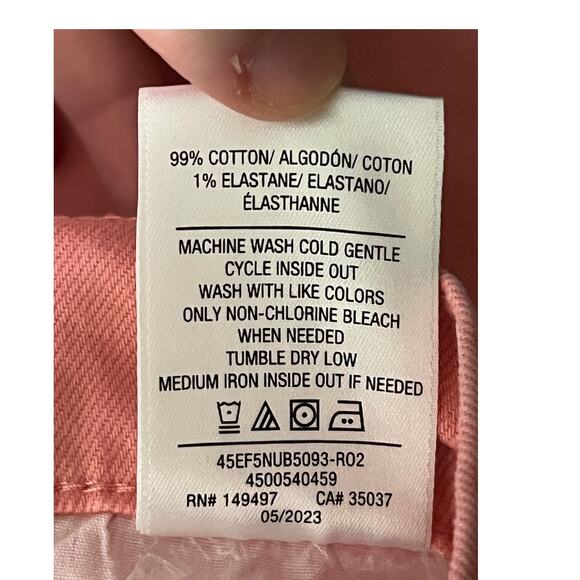 99% COTTON/ ALGODÓN/ COTON
1% ELASTANE/ ELASTANO/
ÉLASTHANNE
MACHINE WASH COLD GENTLE
CYCLE INSIDE OUT
WASH WITH LIKE COLORS
ONLY NON-CHLORINE BLEACH
WHEN NEEDED
TUMBLE DRY LOW
MEDIUM IRON INSIDE OUT IF NEEDED
45EF5NUB5093-R02
4500540459
RN# 149497 CA# 35037
05/2023